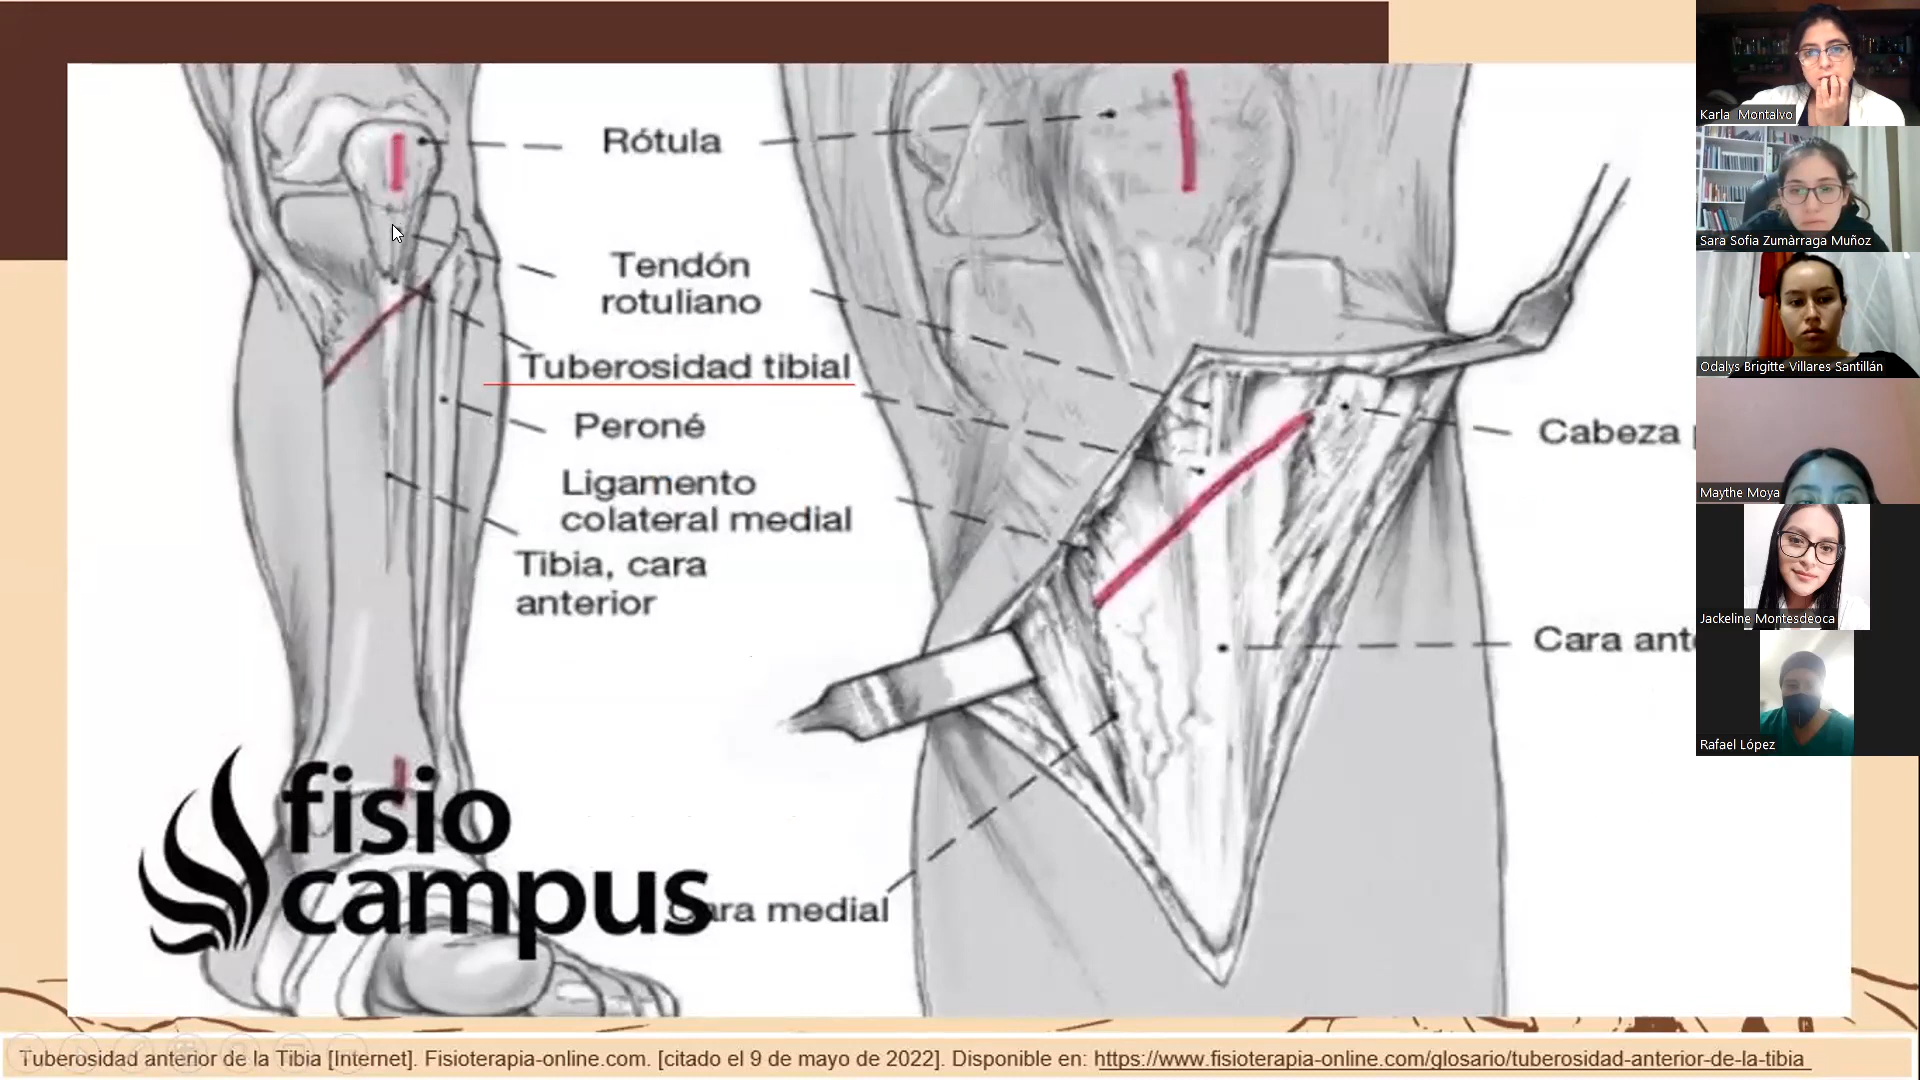 Rótula
Tendón
rotuliano
Tuberosidad tibial
Peroné
Ligamento
colateral medial
Tibia, cara
anterior
Cabeza
Cara
medial
fisio
campus
Tuberosidad anterior de la Tibia [Internet]. Fisioterapia-online.com. [citado el 9 de mayo de 2022]. Disponible en: https://www.fisioterapia-online.com/glosario/tuberosidad-anterior-de-la-tibia
Karla Montalvo
Sara Sofia Zumàrraga Muñoz
Odalys Brigitte Villares Santillán
Maythe Moya
Jackeline Montesdeoca
Rafael López